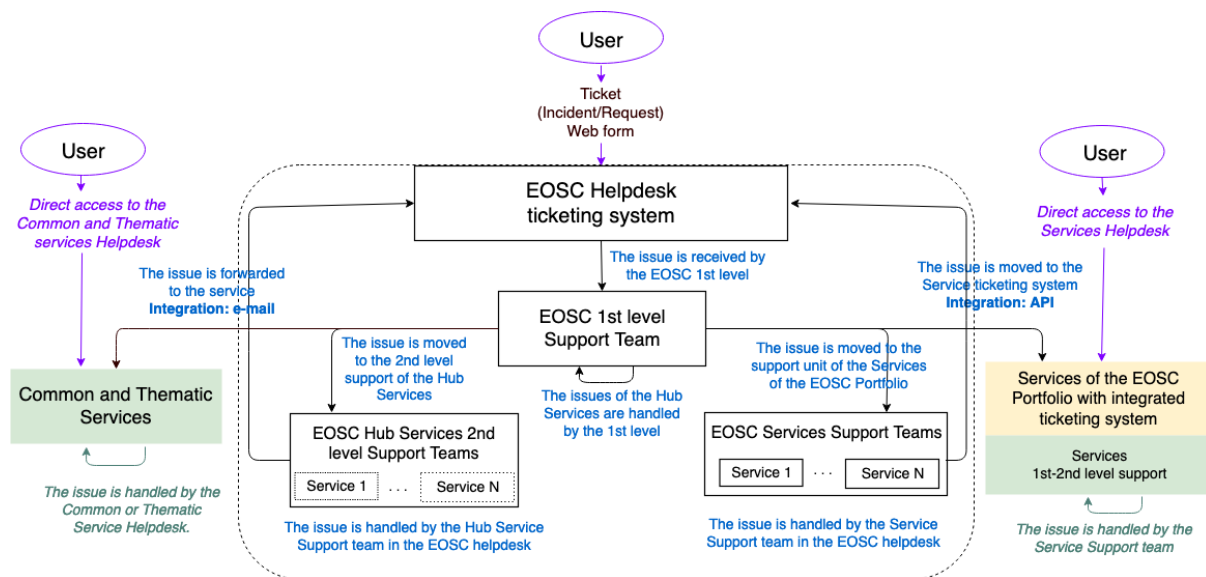 User
Ticket
(Incident/Request)
Web form
User
Direct access to the
Common and Thematic
services Helpdesk
User
Direct access to the
Services Helpdesk
EOSC Helpdesk
ticketing system
The issue is received by
the EOSC 1st level
The issue is forwarded
to the service
Integration: e-mail
The issue is moved to the
Service ticketing system
Integration: API
EOSC 1st level
Support Team
The issue is moved
to the 2nd level
support of the Hub
Services
The issues of the Hub
Services are handled
by the 1st level
The issue is moved to the
support unit of the Services
of the EOSC Portfolio
Common and Thematic
Services
The issue is handled by the
Common or Thematic
Service Helpdesk.
EOSC Hub Services 2nd
level Support Teams
Service 1 . . . Service N
The issue is handled by the Hub Service
Support team in the EOSC helpdesk
EOSC Services Support Teams
Service 1 . . . Service N
The issue is handled by the Service
Support team in the EOSC helpdesk
Services of the EOSC
Portfolio with integrated
ticketing system
Services
1st-2nd level support
The issue is handled by the
Service Support team